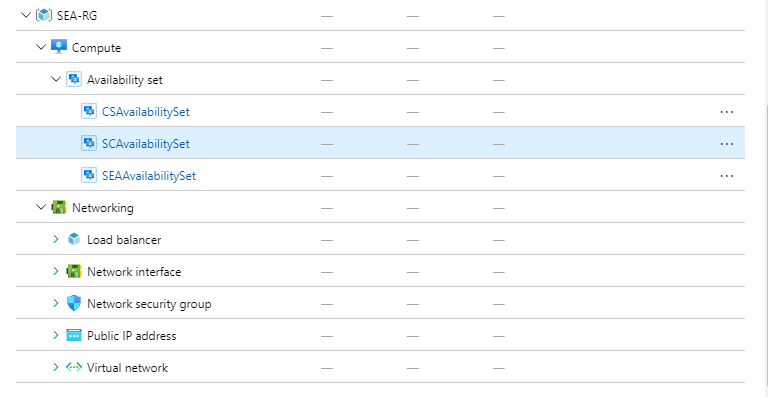 SEA-RG — — —
Compute — — —
Availability set — — —
CSAvailabilitySet — — — ...
SCAvailabilitySet — — — ...
SEAAvailabilitySet — — — ...
Networking — — —
Load balancer — — —
Network interface — — —
Network security group — — —
Public IP address — — —
Virtual network — — —